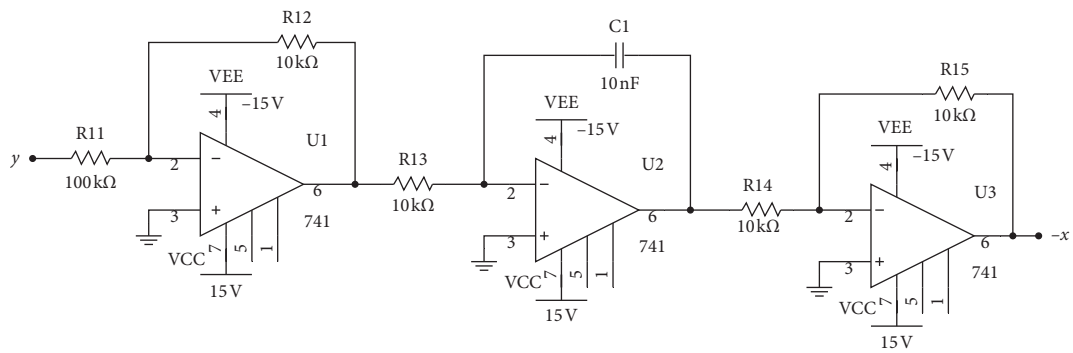 R12
10kΩ
VEE
–15V
4
R11
y
100kΩ
2
–
U1
3
+
6
741
VCC
7
5
1
15V
C1
10nF
VEE
–15V
4
R13
10kΩ
2
–
U2
3
+
6
741
VCC
7
5
1
15V
R15
10kΩ
VEE
–15V
4
R14
10kΩ
2
–
U3
3
+
6
–x
741
VCC
7
5
1
15V